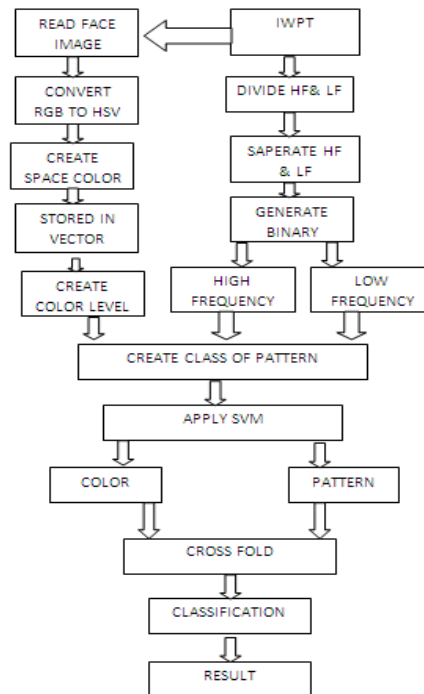 READ FACE
IMAGE
IWPT
CONVERT
RGB TO HSV
DIVIDE HF& LF
CREATE
SPACE COLOR
SAPERATE HF
& LF
STORED IN
VECTOR
GENERATE
BINARY
CREATE
COLOR LEVEL
HIGH
FREQUENCY
LOW
FREQUENCY
CREATE CLASS OF PATTERN
APPLY SVM
COLOR
PATTERN
CROSS FOLD
CLASSIFICATION
RESULT